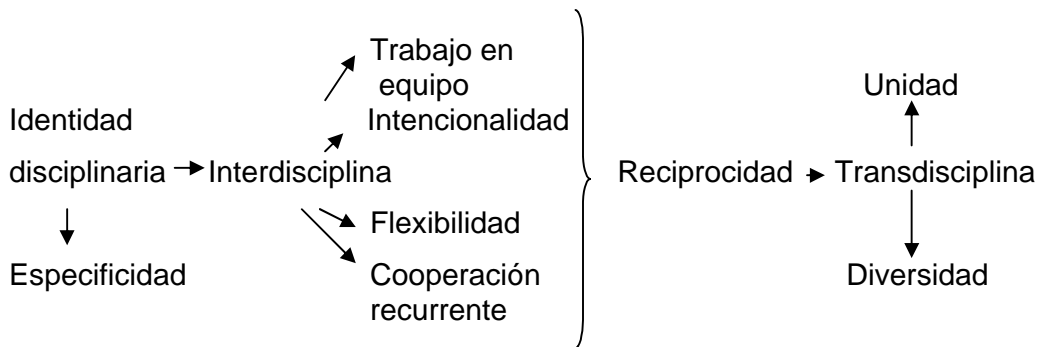 Trabajo en
equipo
Unidad
Identidad
Intencionalidad
disciplinaria
Interdisciplina
Reciprocidad
Transdisciplina
Flexibilidad
Especificidad
Cooperación
recurrente
Diversidad